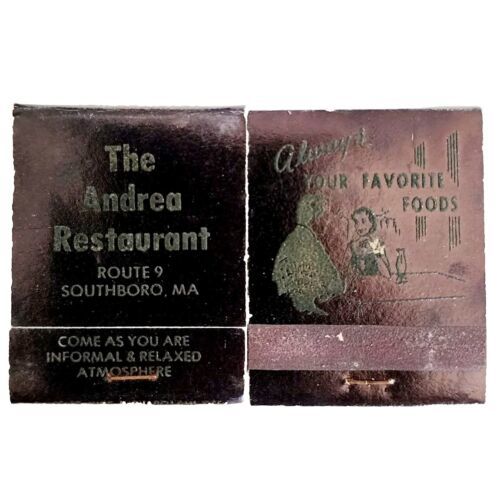 The
Andrea
Restaurant
ROUTE 9
SOUTHBORO, MA
COME AS YOU ARE
INFORMAL & RELAXED
ATMOSPHERE
Always
YOUR FAVORITE
FOODS